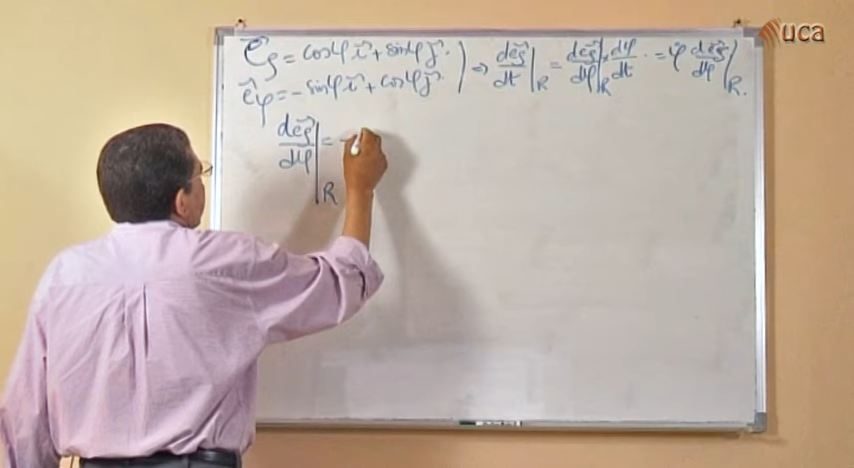 uca
e⃗ρ = cosφ i⃗ + sinφ j⃗. ⇒ de⃗ρ/dt|R = de⃗ρ/dφ|R × dφ/dt . = φ̇ de⃗ρ/dφ|R.
e⃗φ = -sinφ i⃗ + cosφ j⃗.
de⃗ρ/dφ|R = -